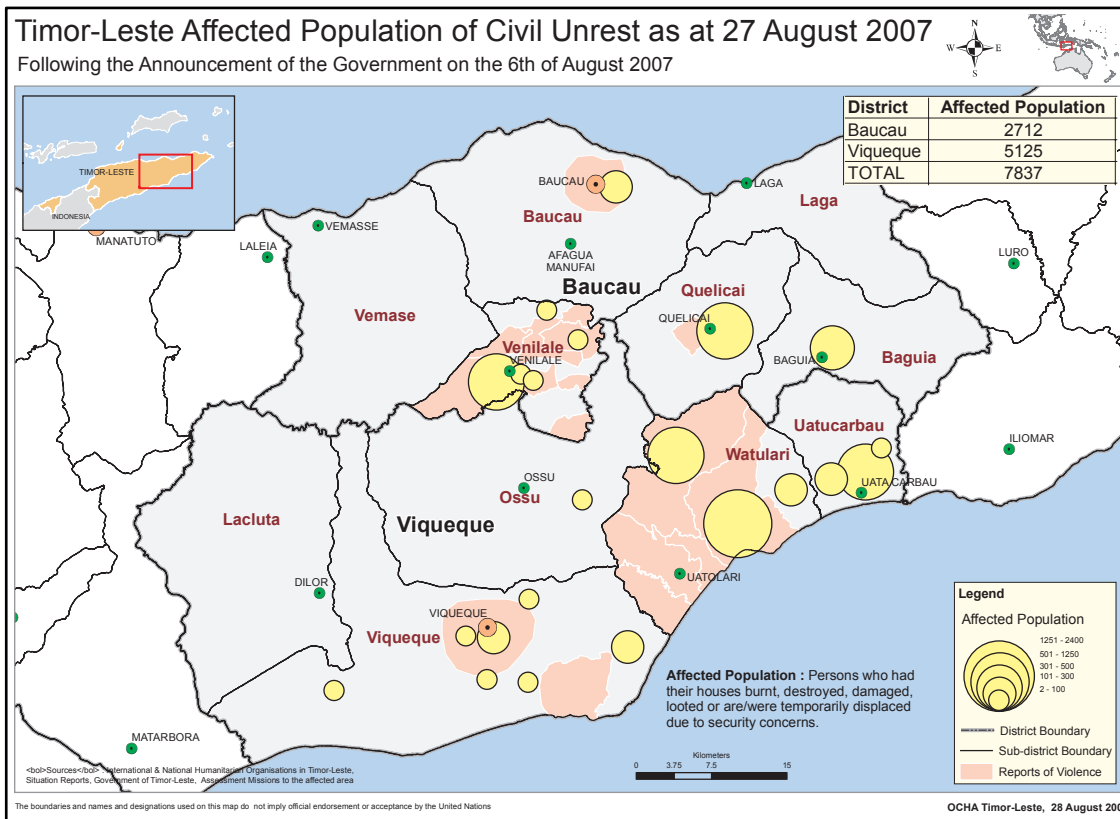 Timor-Leste Affected Population of Civil Unrest as at 27 August 2007
Following the Announcement of the Government on the 6th of August 2007
N
W E
S
District Affected Population
Baucau 2712
Viqueque 5125
TOTAL 7837
TIMOR-LESTE
INDONESIA
MANATUTO
LALEIA
VEMASSE
BAUCAU
Baucau
AFAGUA
MANUFAI
Baucau
LAGA
Laga
LURO
Vemase
Quelicai
QUELICAI
Venilale
VENILALE
BAGUIA
Baguia
Uatucarbau
Watulari
ILIOMAR
UATA CARBAU
OSSU
Ossu
Lacluta
Viqueque
DILOR
UATOLARI
VIQUEQUE
Viqueque
MATARBORA
Affected Population : Persons who had
their houses burnt, destroyed, damaged,
looted or are/were temporarily displaced
due to security concerns.
Kilometers
0 3.75 7.5 15
Legend
Affected Population
1251 - 2400
501 - 1250
301 - 500
101 - 300
2 - 100
District Boundary
Sub-district Boundary
Reports of Violence
<bol>Sources</bol> : International & National Humanitarian Organisations in Timor-Leste,
Situation Reports, Government of Timor-Leste, Assessment Missions to the affected area
The boundaries and names and designations used on this map do not imply official endorsement or acceptance by the United Nations
OCHA Timor-Leste, 28 August 200